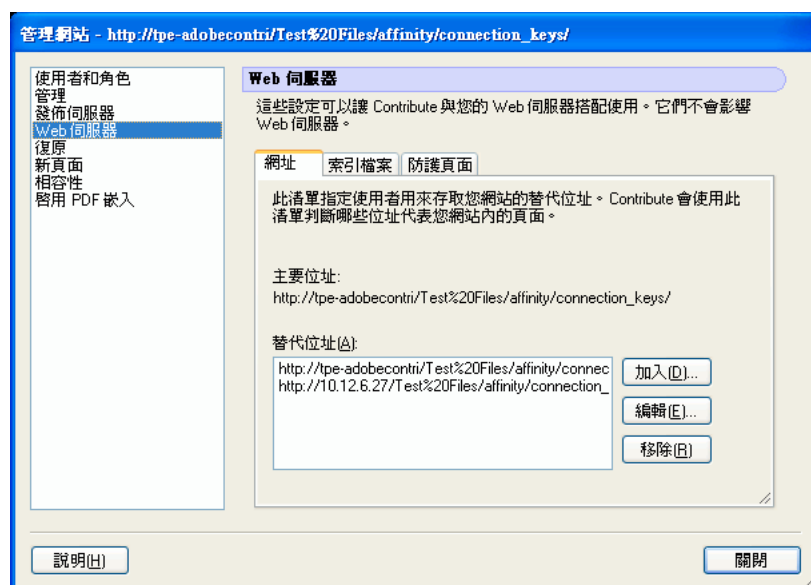 管理網站 - http://tpe-adobecontri/Test%20Files/affinity/connection_keys/
使用者和角色
管理
發佈伺服器
Web 伺服器
復原
新頁面
相容性
啓用 PDF 嵌入
Web 伺服器
這些設定可以讓 Contribute 與您的 Web 伺服器搭配使用。它們不會影響
Web 伺服器。
網址
索引檔案
防護頁面
此清單指定使用者用來存取您網站的替代位址。Contribute 會使用此
清單判斷哪些位址代表您網站內的頁面。
主要位址:
http://tpe-adobecontri/Test%20Files/affinity/connection_keys/
替代位址(A):
http://tpe-adobecontri/Test%20Files/affinity/connec
http://10.12.6.27/Test%20Files/affinity/connection_
加入(D)...
編輯(E)...
移除(R)
說明(H)
關閉